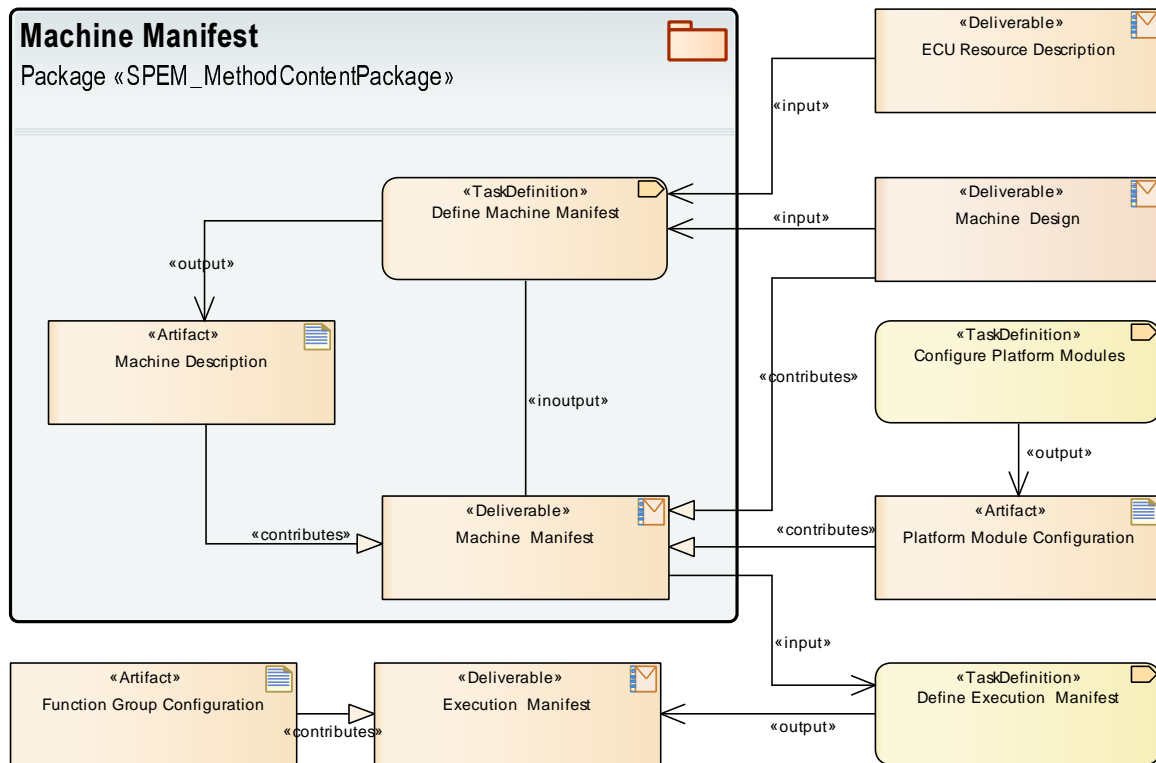 Machine Manifest
Package «SPEM_MethodContentPackage»
«Deliverable»
ECU Resource Description
«input»
«TaskDefinition»
Define Machine Manifest
«Deliverable»
Machine Design
«input»
«output»
«Artifact»
Machine Description
«TaskDefinition»
Configure Platform Modules
«contributes»
«inoutput»
«output»
«Deliverable»
Machine Manifest
«Artifact»
Platform Module Configuration
«contributes»
«contributes»
«input»
«Artifact»
Function Group Configuration
«Deliverable»
Execution Manifest
«TaskDefinition»
Define Execution Manifest
«contributes»
«output»